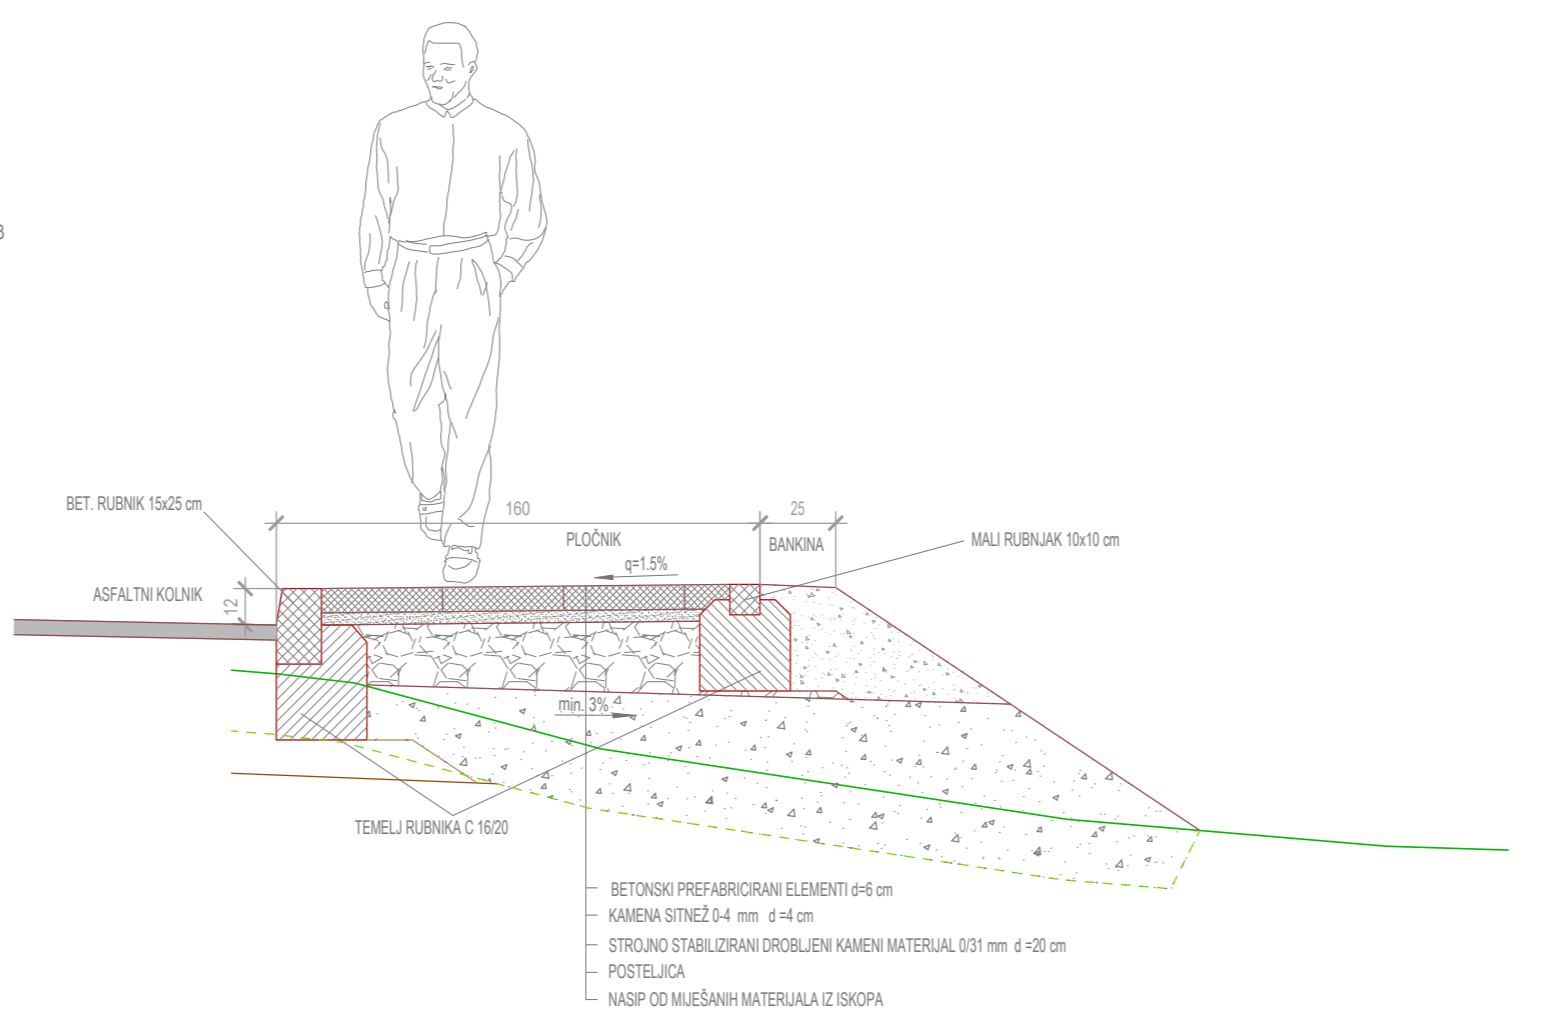 3
BET. RUBNIK 15x25 cm
160
25
PLOČNIK
BANKINA
MALI RUBNJAK 10x10 cm
q=1.5%
ASFALTNI KOLNIK
12
min. 3%
TEMELJ RUBNIKA C 16/20
BETONSKI PREFABRICIRANI ELEMENTI d=6 cm
KAMENA SITNEŽ 0-4 mm d =4 cm
STROJNO STABILIZIRANI DROBLJENI KAMENI MATERIJAL 0/31 mm d =20 cm
POSTELJICA
NASIP OD MIJEŠANIH MATERIJALA IZ ISKOPA